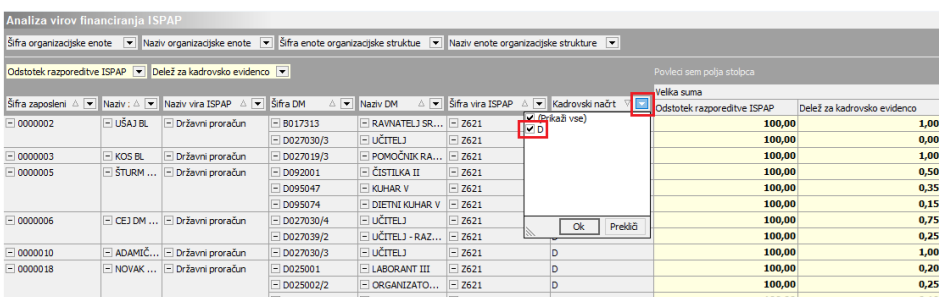 Analiza virov financiranja ISPAP
Šifra organizacijske enote Naziv organizacijske enote Šifra enote organizacijske struktue Naziv enote organizacijske strukture
Odstotek razporeditve ISPAP Delež za kadrovsko evidenco Povleci sem polja stolpca
Velika suma
Šifra zaposleni Naziv : Naziv vira ISPAP Šifra DM Naziv DM Šifra vira ISPAP Kadrovski načrt Odstotek razporeditve ISPAP Delež za kadrovsko evidenco
0000002 UŠAJ BL Državni proračun B017313 RAVNATELJ SR... Z621 100,00 1,00
D027030/3 UČITELJ Z621 100,00 0,00
0000003 KOS BL Državni proračun D027019/3 POMOČNIK RA... Z621 100,00 1,00
0000005 ŠTURM ... Državni proračun D092001 ČISTILKA II Z621 100,00 0,50
D095047 KUHAR V Z621 100,00 0,35
D095074 DIETNI KUHAR V Z621 100,00 0,15
0000006 CEJ DM ... Državni proračun D027030/4 UČITELJ Z621 100,00 0,75
D027039/2 UČITELJ - RAZ... Z621 100,00 0,25
0000010 ADAMIČ... Državni proračun D027030/3 UČITELJ Z621 D 100,00 1,00
0000018 NOVAK ... Državni proračun D025001 LABORANT III Z621 D 100,00 0,20
D025002/2 ORGANIZATO... Z621 D 100,00 0,25
(Prikaži vse)
D
Ok Prekliči